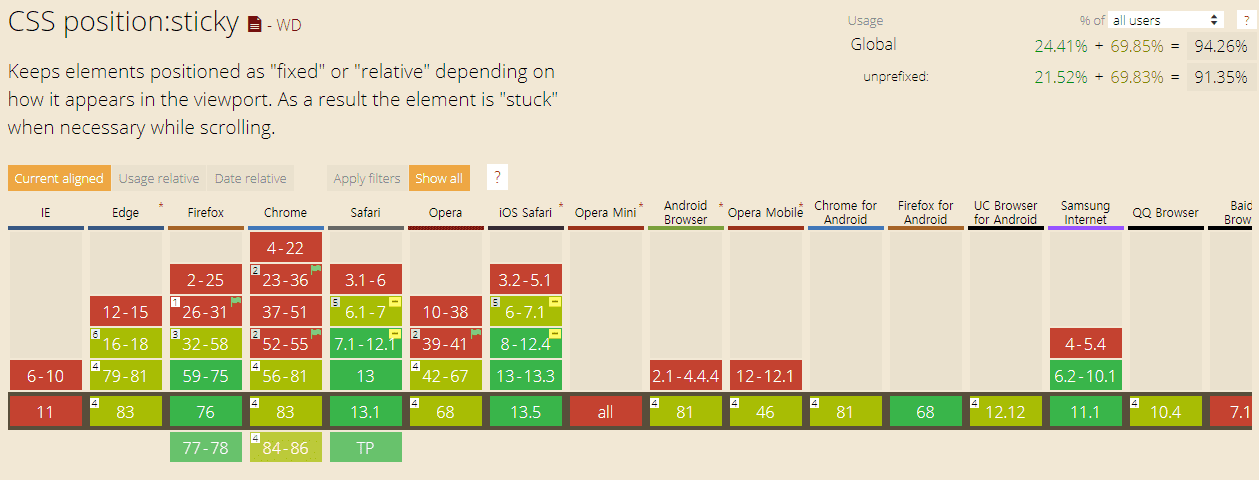 CSS position:sticky - WD
Usage % of all users ?
Global 24.41% + 69.85% = 94.26%
unprefixed: 21.52% + 69.83% = 91.35%
Keeps elements positioned as "fixed" or "relative" depending on
how it appears in the viewport. As a result the element is "stuck"
when necessary while scrolling.
Current aligned Usage relative Date relative Apply filters Show all ?
IE Edge * Firefox Chrome Safari Opera iOS Safari * Opera Mini * Android Browser * Opera Mobile * Chrome for Android Firefox for Android UC Browser for Android Samsung Internet QQ Browser Baid Brow
4-22
2-25 2 23-36 3.1-6 3.2-5.1
12-15 1 26-31 37-51 5 6.1-7 10-38 5 6-7.1
6 16-18 3 32-58 2 52-55 7.1-12.1 2 39-41 8-12.4 4-5.4
6-10 4 79-81 59-75 4 56-81 13 4 42-67 13-13.3 2.1-4.4.4 12-12.1 6.2-10.1
11 4 83 76 4 83 13.1 4 68 13.5 all 4 81 4 46 4 81 68 4 12.12 11.1 4 10.4 7.1
77-78 4 84-86 TP